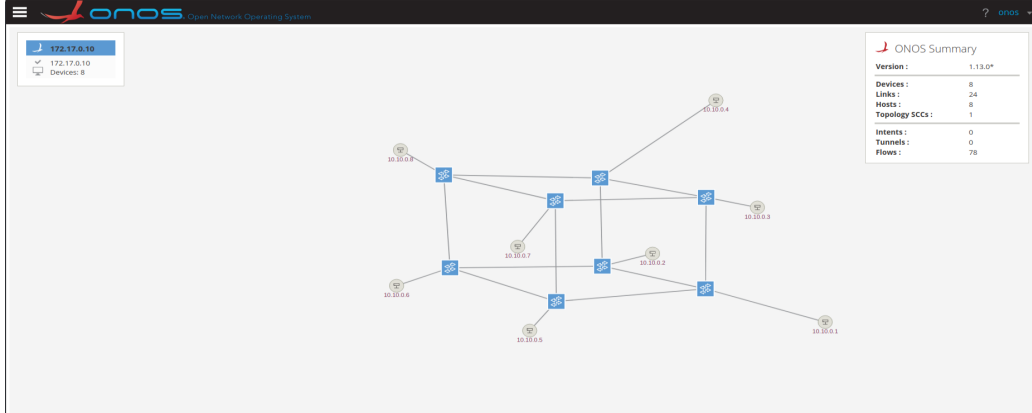 onos Open Network Operating System
? onos
172.17.0.10
172.17.0.10
Devices: 8
ONOS Summary
Version : 1.13.0*
Devices : 8
Links : 24
Hosts : 8
Topology SCCs : 1
Intents : 0
Tunnels : 0
Flows : 78
10.10.0.4
10.10.0.8
10.10.0.3
10.10.0.7
10.10.0.2
10.10.0.6
10.10.0.1
10.10.0.5